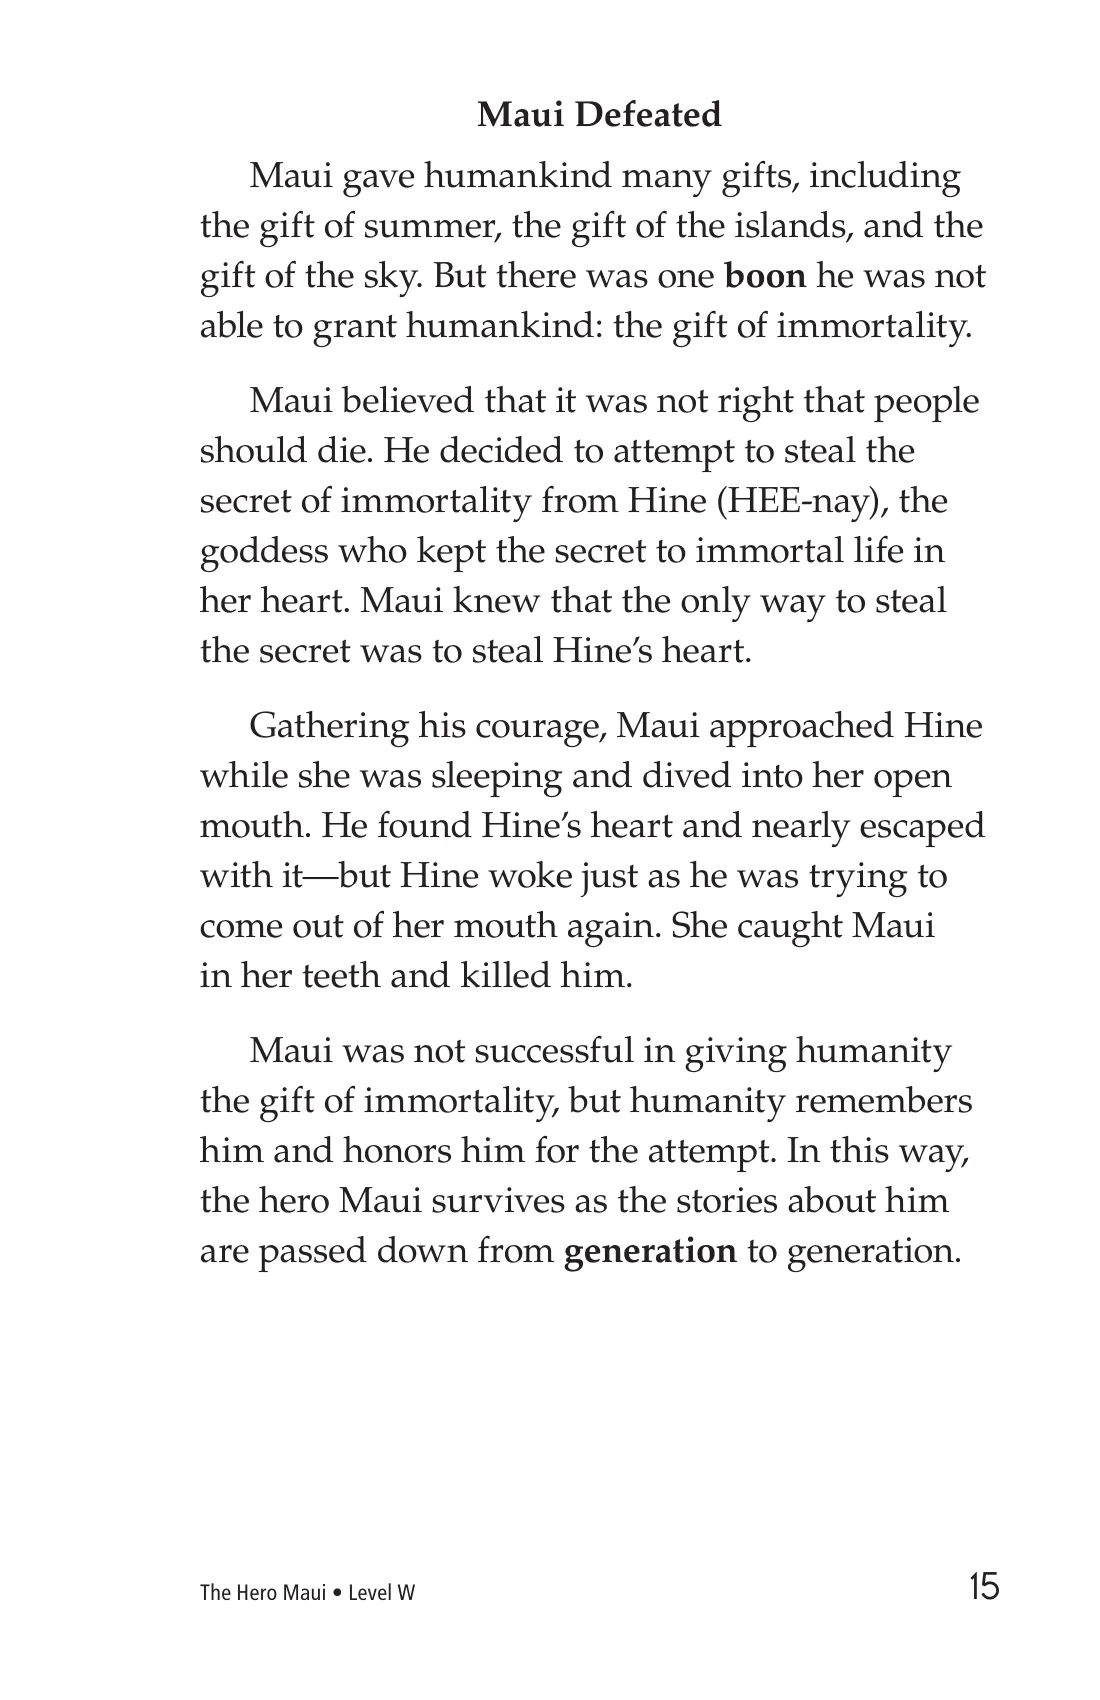 Maui Defeated
Maui gave humankind many gifts, including
the gift of summer, the gift of the islands, and the
gift of the sky. But there was one boon he was not
able to grant humankind: the gift of immortality.
Maui believed that it was not right that people
should die. He decided to attempt to steal the
secret of immortality from Hine (HEE-nay), the
goddess who kept the secret to immortal life in
her heart. Maui knew that the only way to steal
the secret was to steal Hine’s heart.
Gathering his courage, Maui approached Hine
while she was sleeping and dived into her open
mouth. He found Hine’s heart and nearly escaped
with it—but Hine woke just as he was trying to
come out of her mouth again. She caught Maui
in her teeth and killed him.
Maui was not successful in giving humanity
the gift of immortality, but humanity remembers
him and honors him for the attempt. In this way,
the hero Maui survives as the stories about him
are passed down from generation to generation.
The Hero Maui • Level W
15